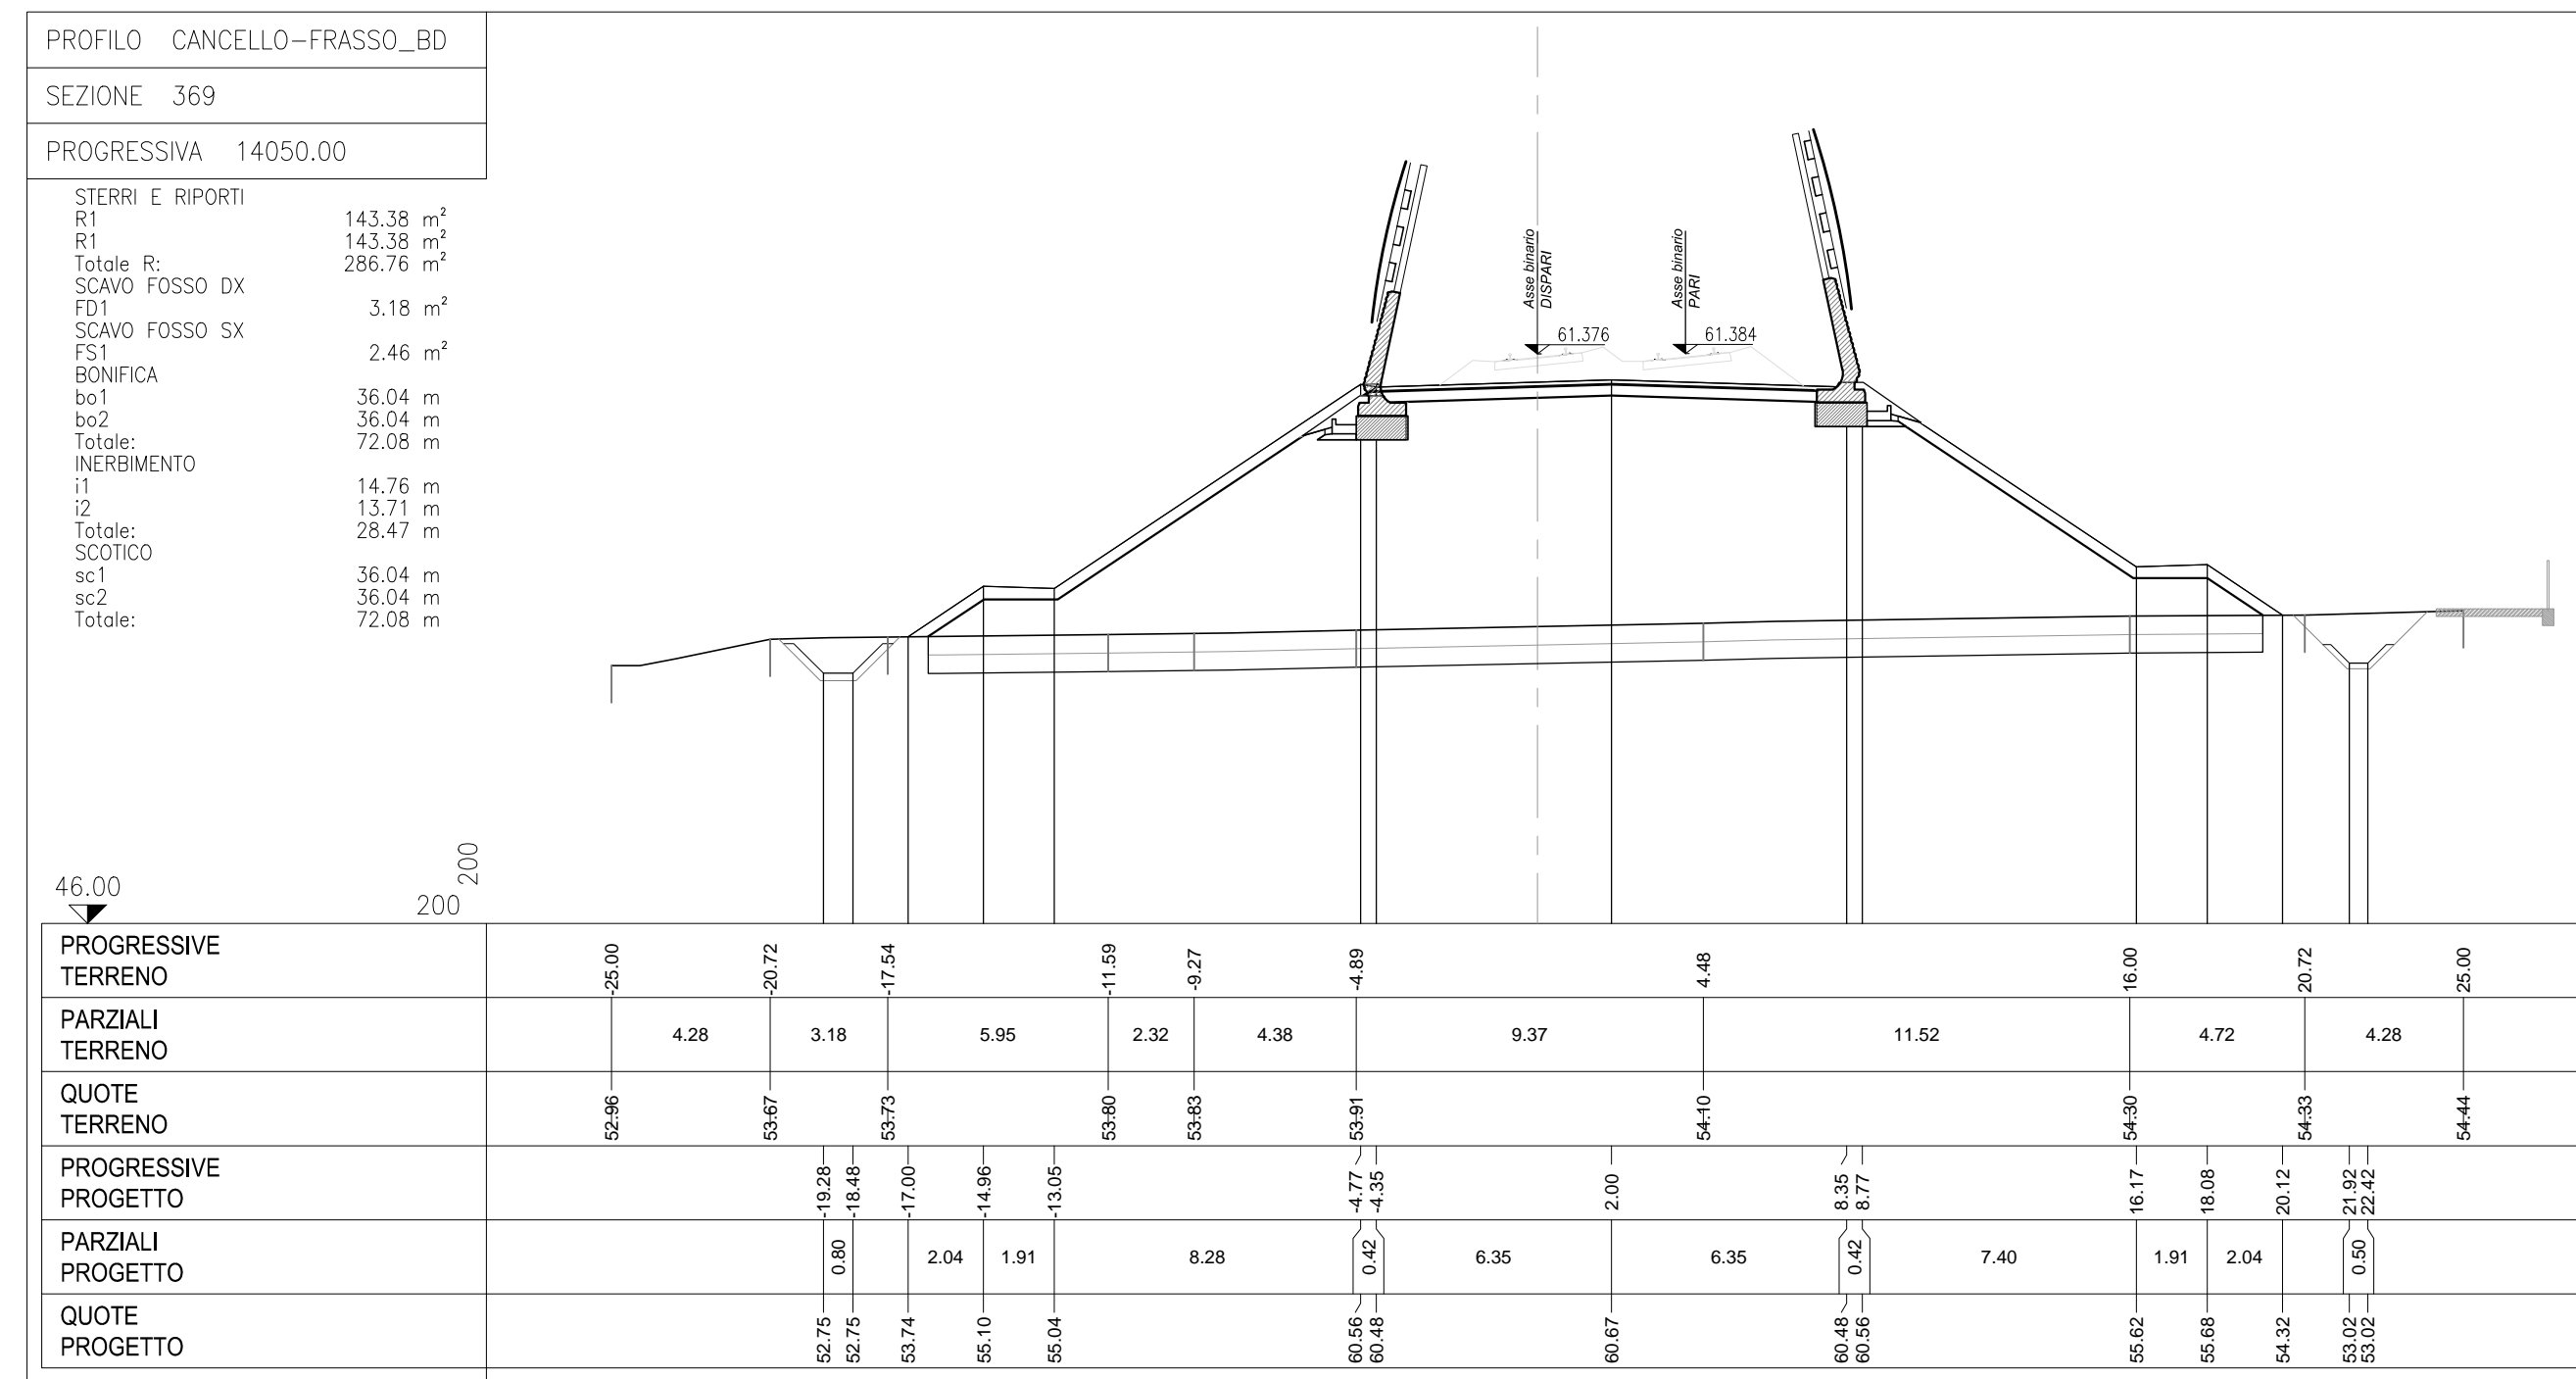 PROFILO CANCELLO-FRASSO_BD
SEZIONE 369
PROGRESSIVA 14050.00
STERRI E RIPORTI
R1 143.38 m²
R1 143.38 m²
Totale R: 286.76 m²
SCAVO FOSSO DX
FD1 3.18 m²
SCAVO FOSSO SX
FS1 2.46 m²
BONIFICA
bo1 36.04 m
bo2 36.04 m
Totale: 72.08 m
INERBIMENTO
i1 14.76 m
i2 13.71 m
Totale: 28.47 m
SCOTICO
sc1 36.04 m
sc2 36.04 m
Totale: 72.08 m
Asse binario
DISPARI
61.376
Asse binario
PARI
61.384
46.00
200
200
PROGRESSIVE
TERRENO
-25.00 -20.72 -17.54 -11.59 -9.27 -4.89 4.48 16.00 20.72 25.00
PARZIALI
TERRENO
4.28 3.18 5.95 2.32 4.38 9.37 11.52 4.72 4.28
QUOTE
TERRENO
52.96 53.67 53.73 53.80 53.83 53.91 54.10 54.30 54.33 54.44
PROGRESSIVE
PROGETTO
-19.28 -18.48 -17.00 -14.96 -13.05 -4.77 -4.35 2.00 8.35 8.77 16.17 18.08 20.12 21.92 22.42
PARZIALI
PROGETTO
0.80 2.04 1.91 8.28 0.42 6.35 6.35 0.42 7.40 1.91 2.04 0.50
QUOTE
PROGETTO
52.75 52.75 53.74 55.10 55.04 60.56 60.48 60.67 60.48 60.56 55.62 55.68 54.32 53.02 53.02